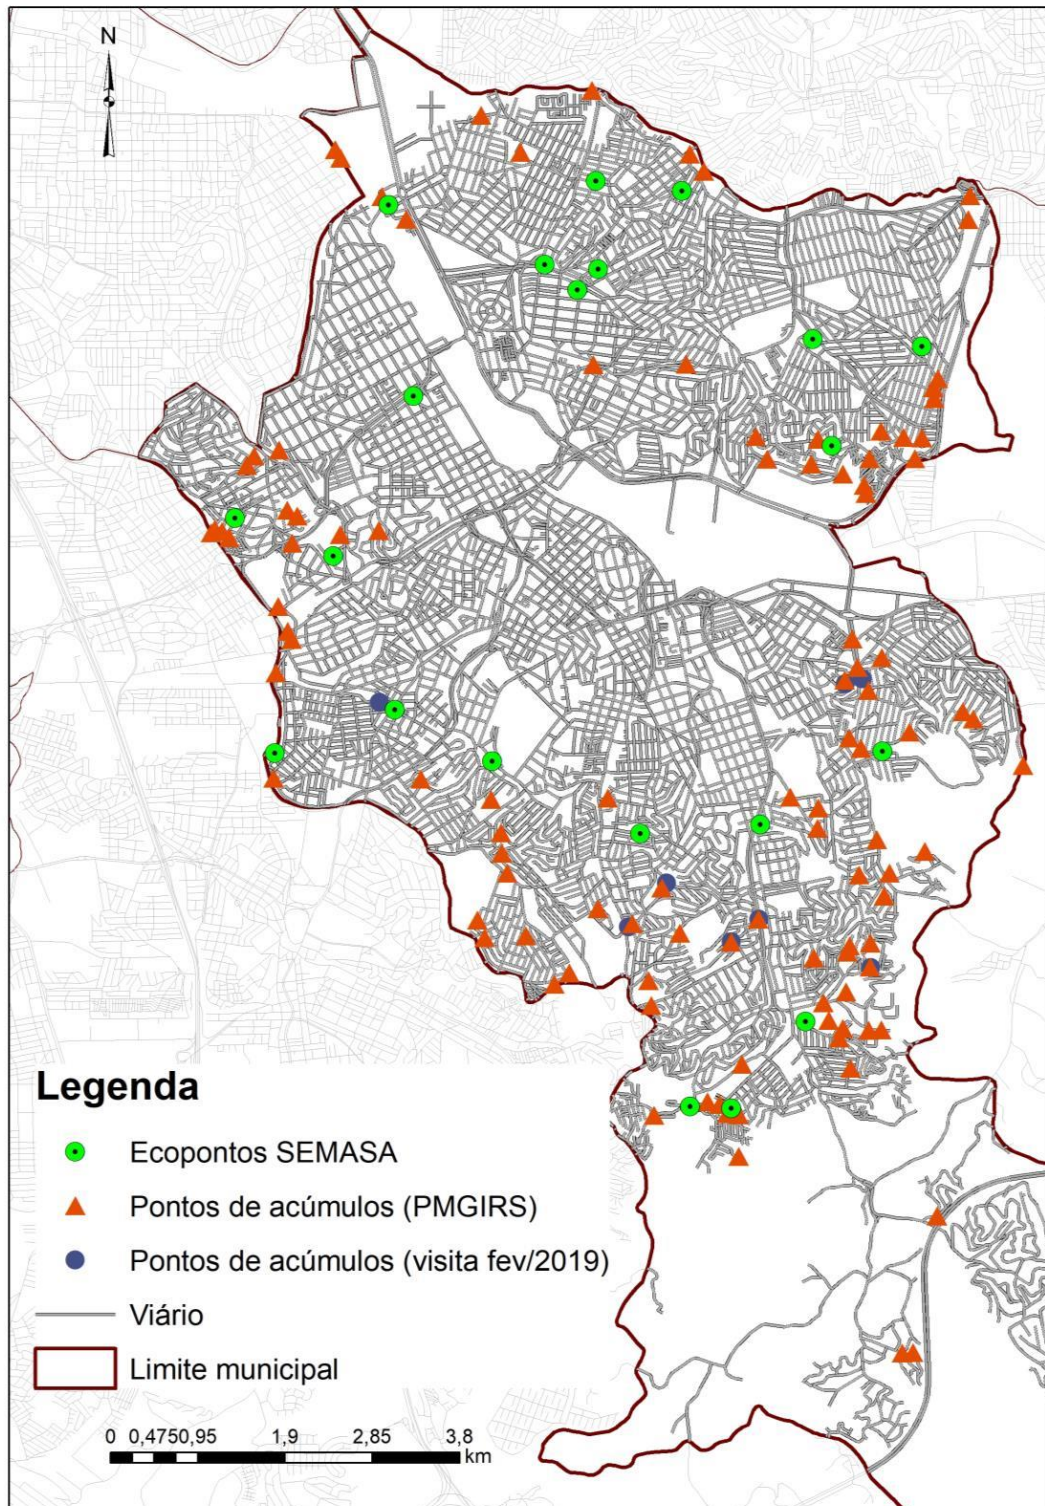 N
Legenda
Ecopontos SEMASA
Pontos de acúmulos (PMGIRS)
Pontos de acúmulos (visita fev/2019)
Viário
Limite municipal
0 0,4750,95 1,9 2,85 3,8
km